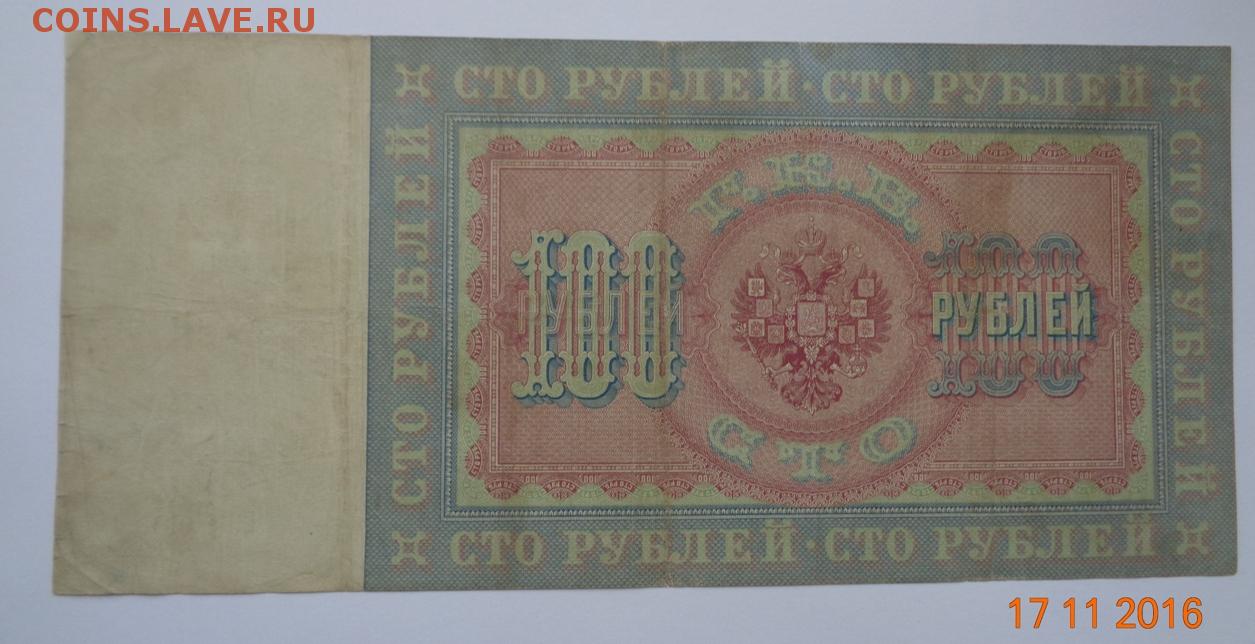 COINS.LAVE.RU
СТО РУБЛЕЙ · СТО РУБЛЕЙ
СТО РУБЛЕЙ
Г. К. Б.
100
РУБЛЕЙ
100
РУБЛЕЙ
СТО
СТО РУБЛЕЙ
СТО РУБЛЕЙ · СТО РУБЛЕЙ
17 11 2016